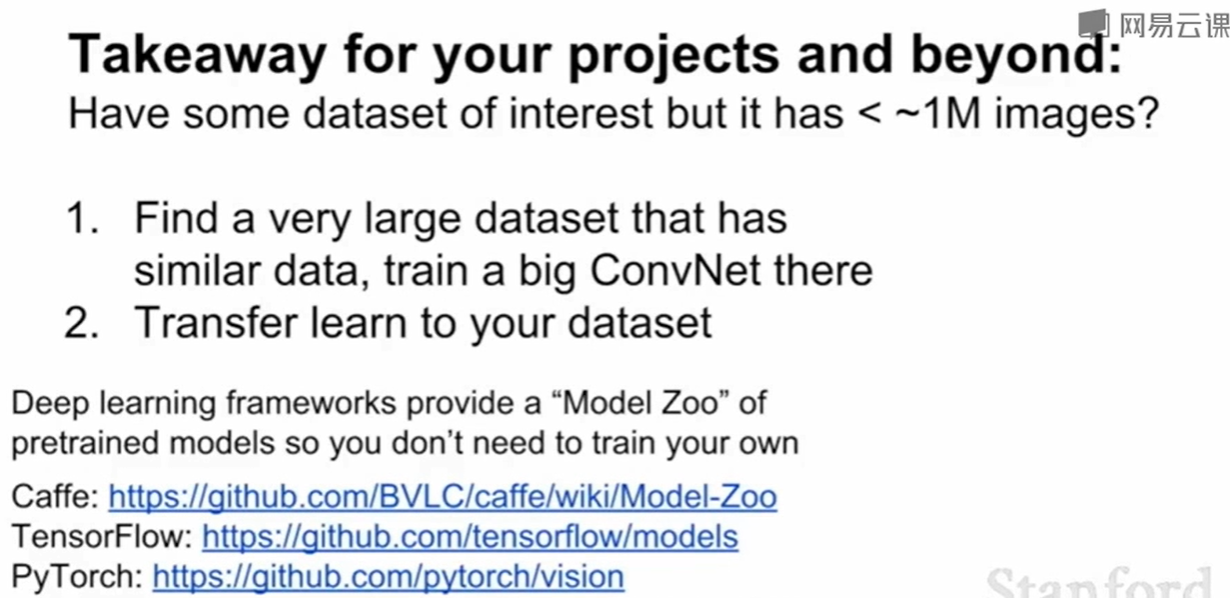 网易云课
Takeaway for your projects and beyond:
Have some dataset of interest but it has < ~1M images?
1. Find a very large dataset that has
similar data, train a big ConvNet there
2. Transfer learn to your dataset
Deep learning frameworks provide a “Model Zoo” of
pretrained models so you don’t need to train your own
Caffe: https://github.com/BVLC/caffe/wiki/Model-Zoo
TensorFlow: https://github.com/tensorflow/models
PyTorch: https://github.com/pytorch/vision
Stanford